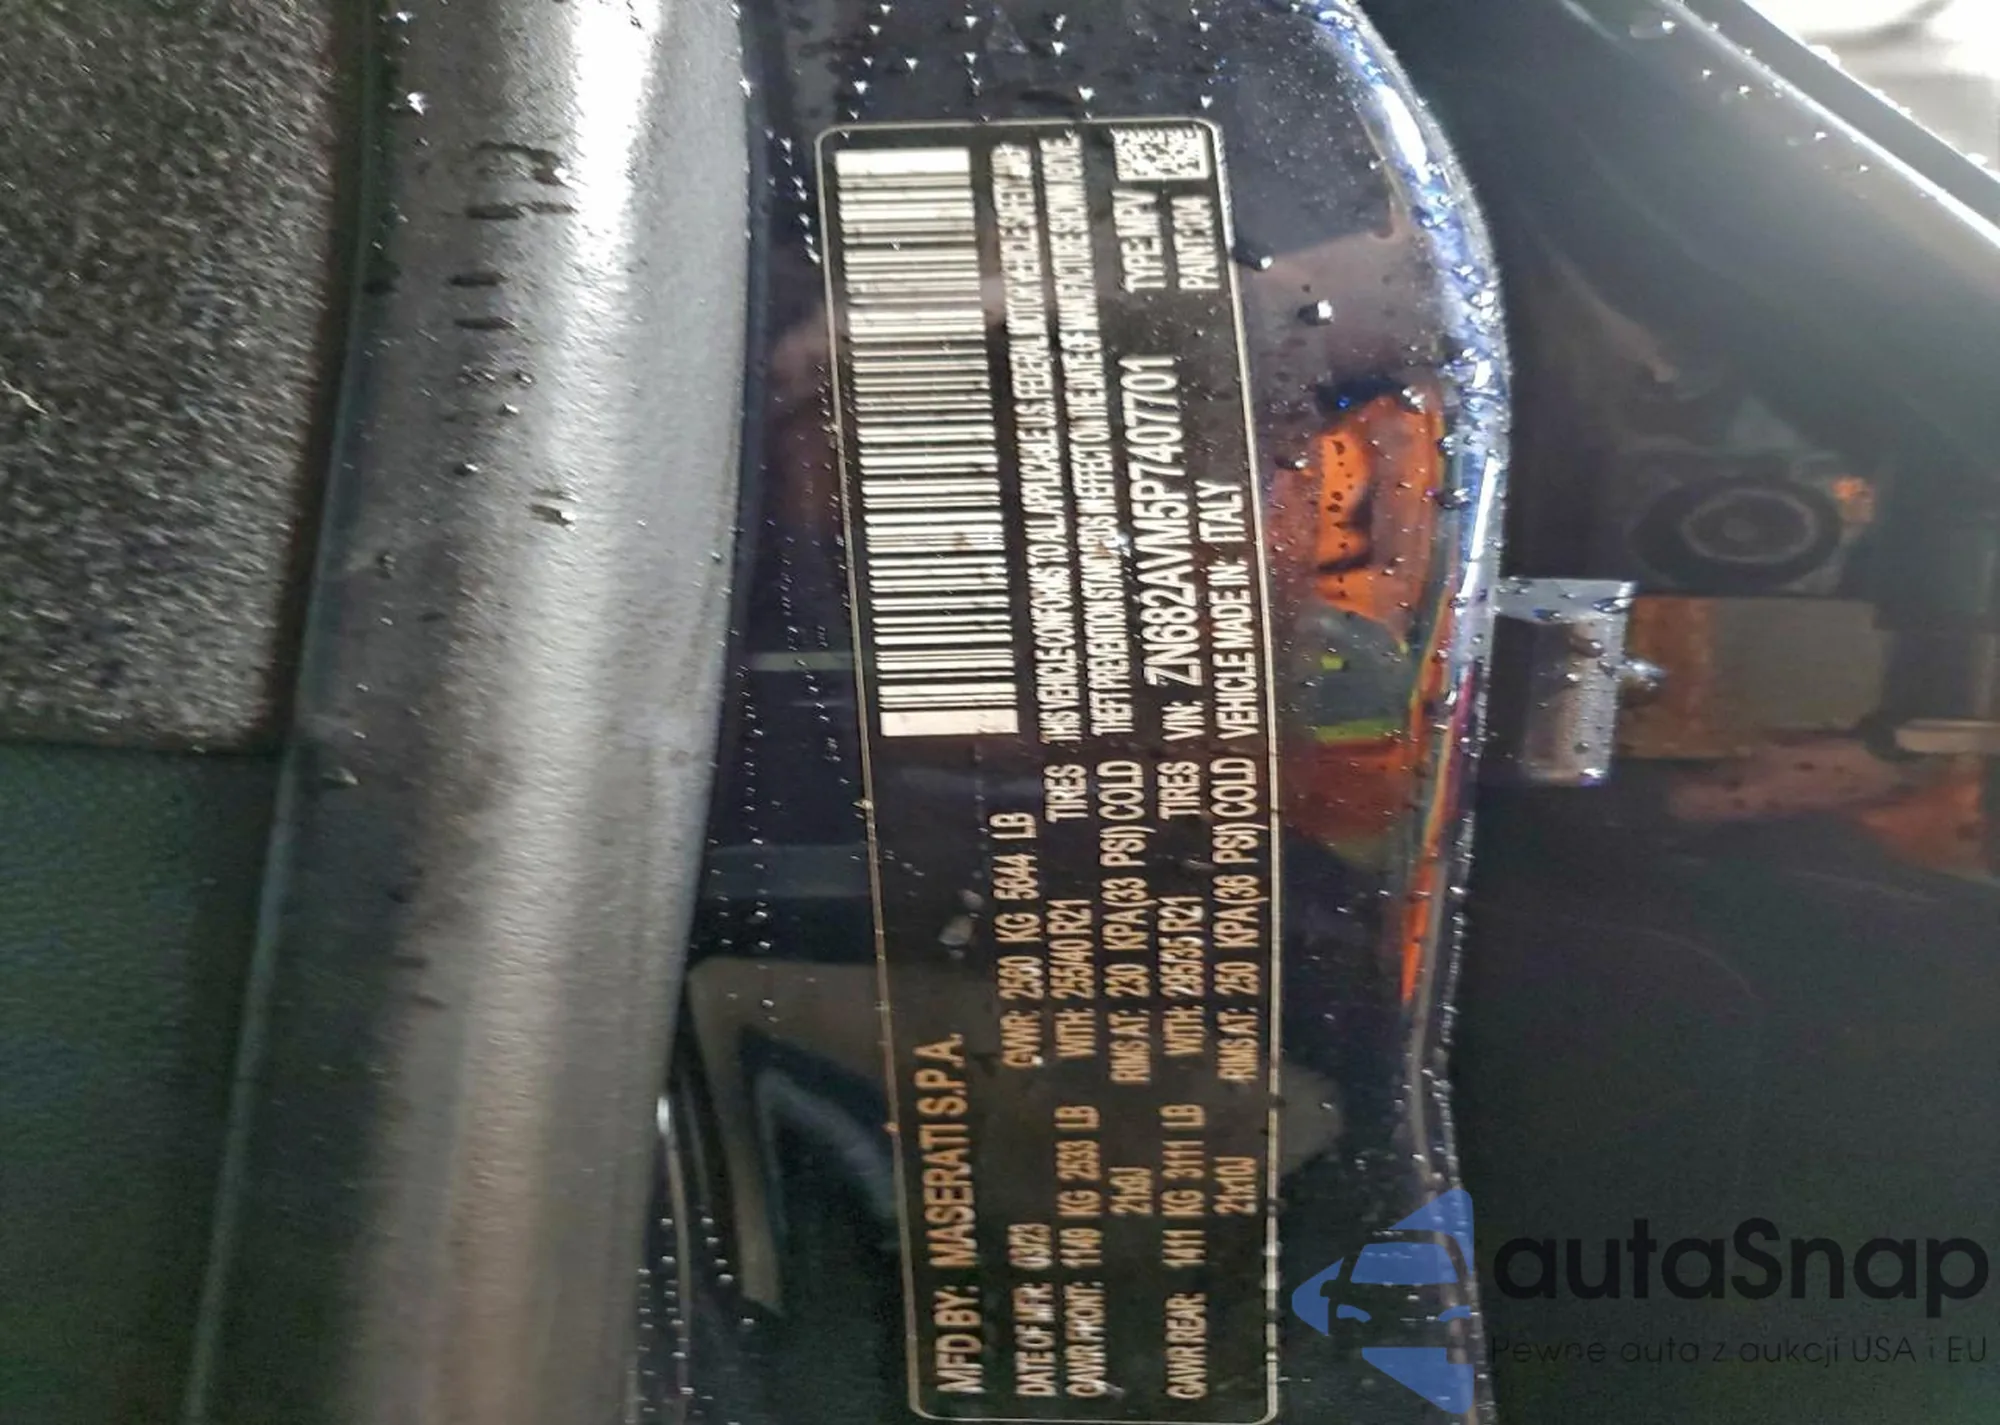 MFD BY: MASERATI S.P.A.
DATE OF MFR: 03/23 GVWR: 2560 KG 5644 LB
GAWR FRONT: 1149 KG 2533 LB WITH: 255/40 R21 TIRES
21x9J RIMS AT: 230 KPA(33 PSI) COLD
GAWR REAR: 1411 KG 3111 LB WITH: 295/35 R21 TIRES
21x10J RIMS AT: 250 KPA(36 PSI) COLD
THIS VEHICLE CONFORMS TO ALL APPLICABLE U.S. FEDERAL MOTOR VEHICLE SAFETY AND
THEFT PREVENTION STANDARDS IN EFFECT ON THE DATE OF MANUFACTURE SHOWN ABOVE.
VIN: ZN682AVM5P7407701 TYPE:MPV
VEHICLE MADE IN: ITALY PAINT:
autaSnap
Pewne auta z aukcji USA i EU